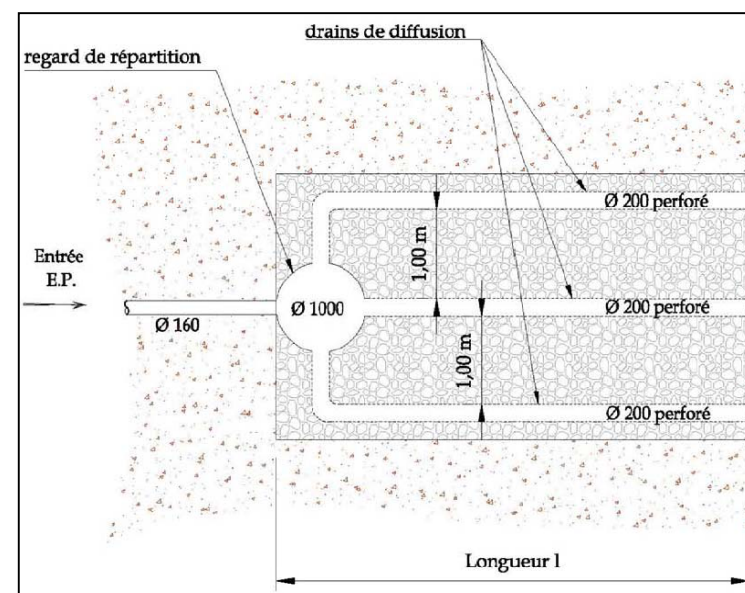 drains de diffusion
regard de répartition
Ø 200 perforé
1,00 m
Entrée
E.P.
Ø 160
Ø 1000
Ø 200 perforé
1,00 m
Ø 200 perforé
Longueur l